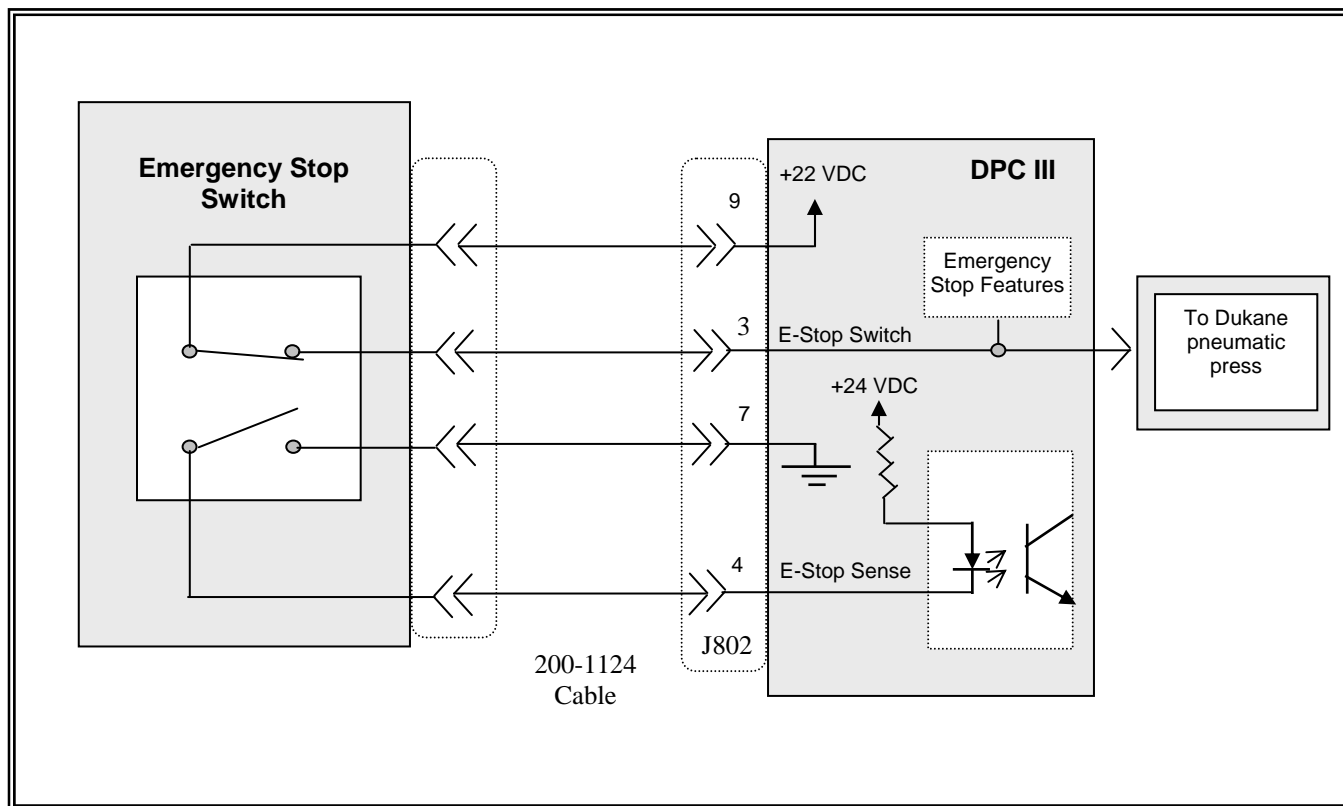 Emergency Stop
Switch
DPC III
+22 VDC
9
Emergency
Stop Features
3
E-Stop Switch
To Dukane
pneumatic
press
+24 VDC
7
4
E-Stop Sense
J802
200-1124
Cable